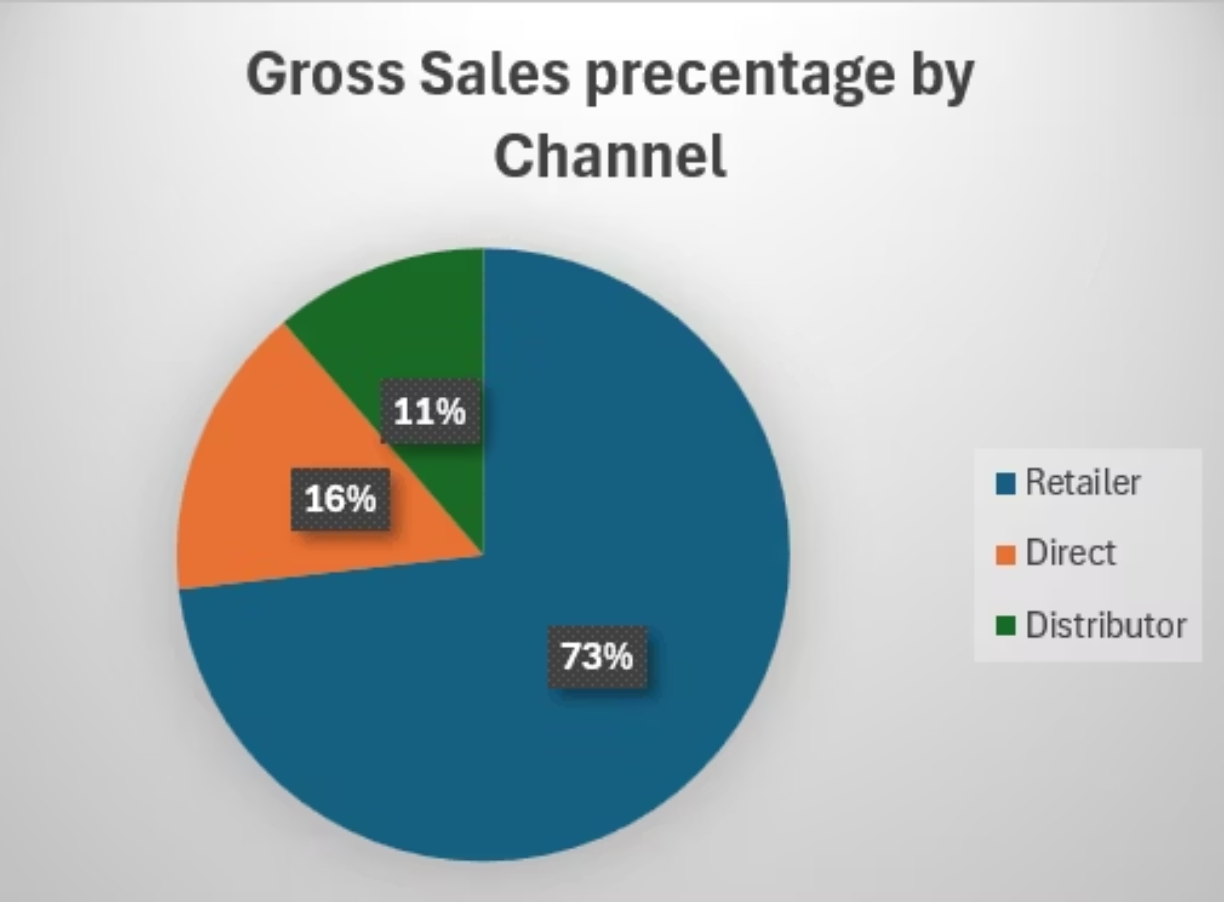 Gross Sales precentage by
Channel
11%
16%
73%
Retailer
Direct
Distributor